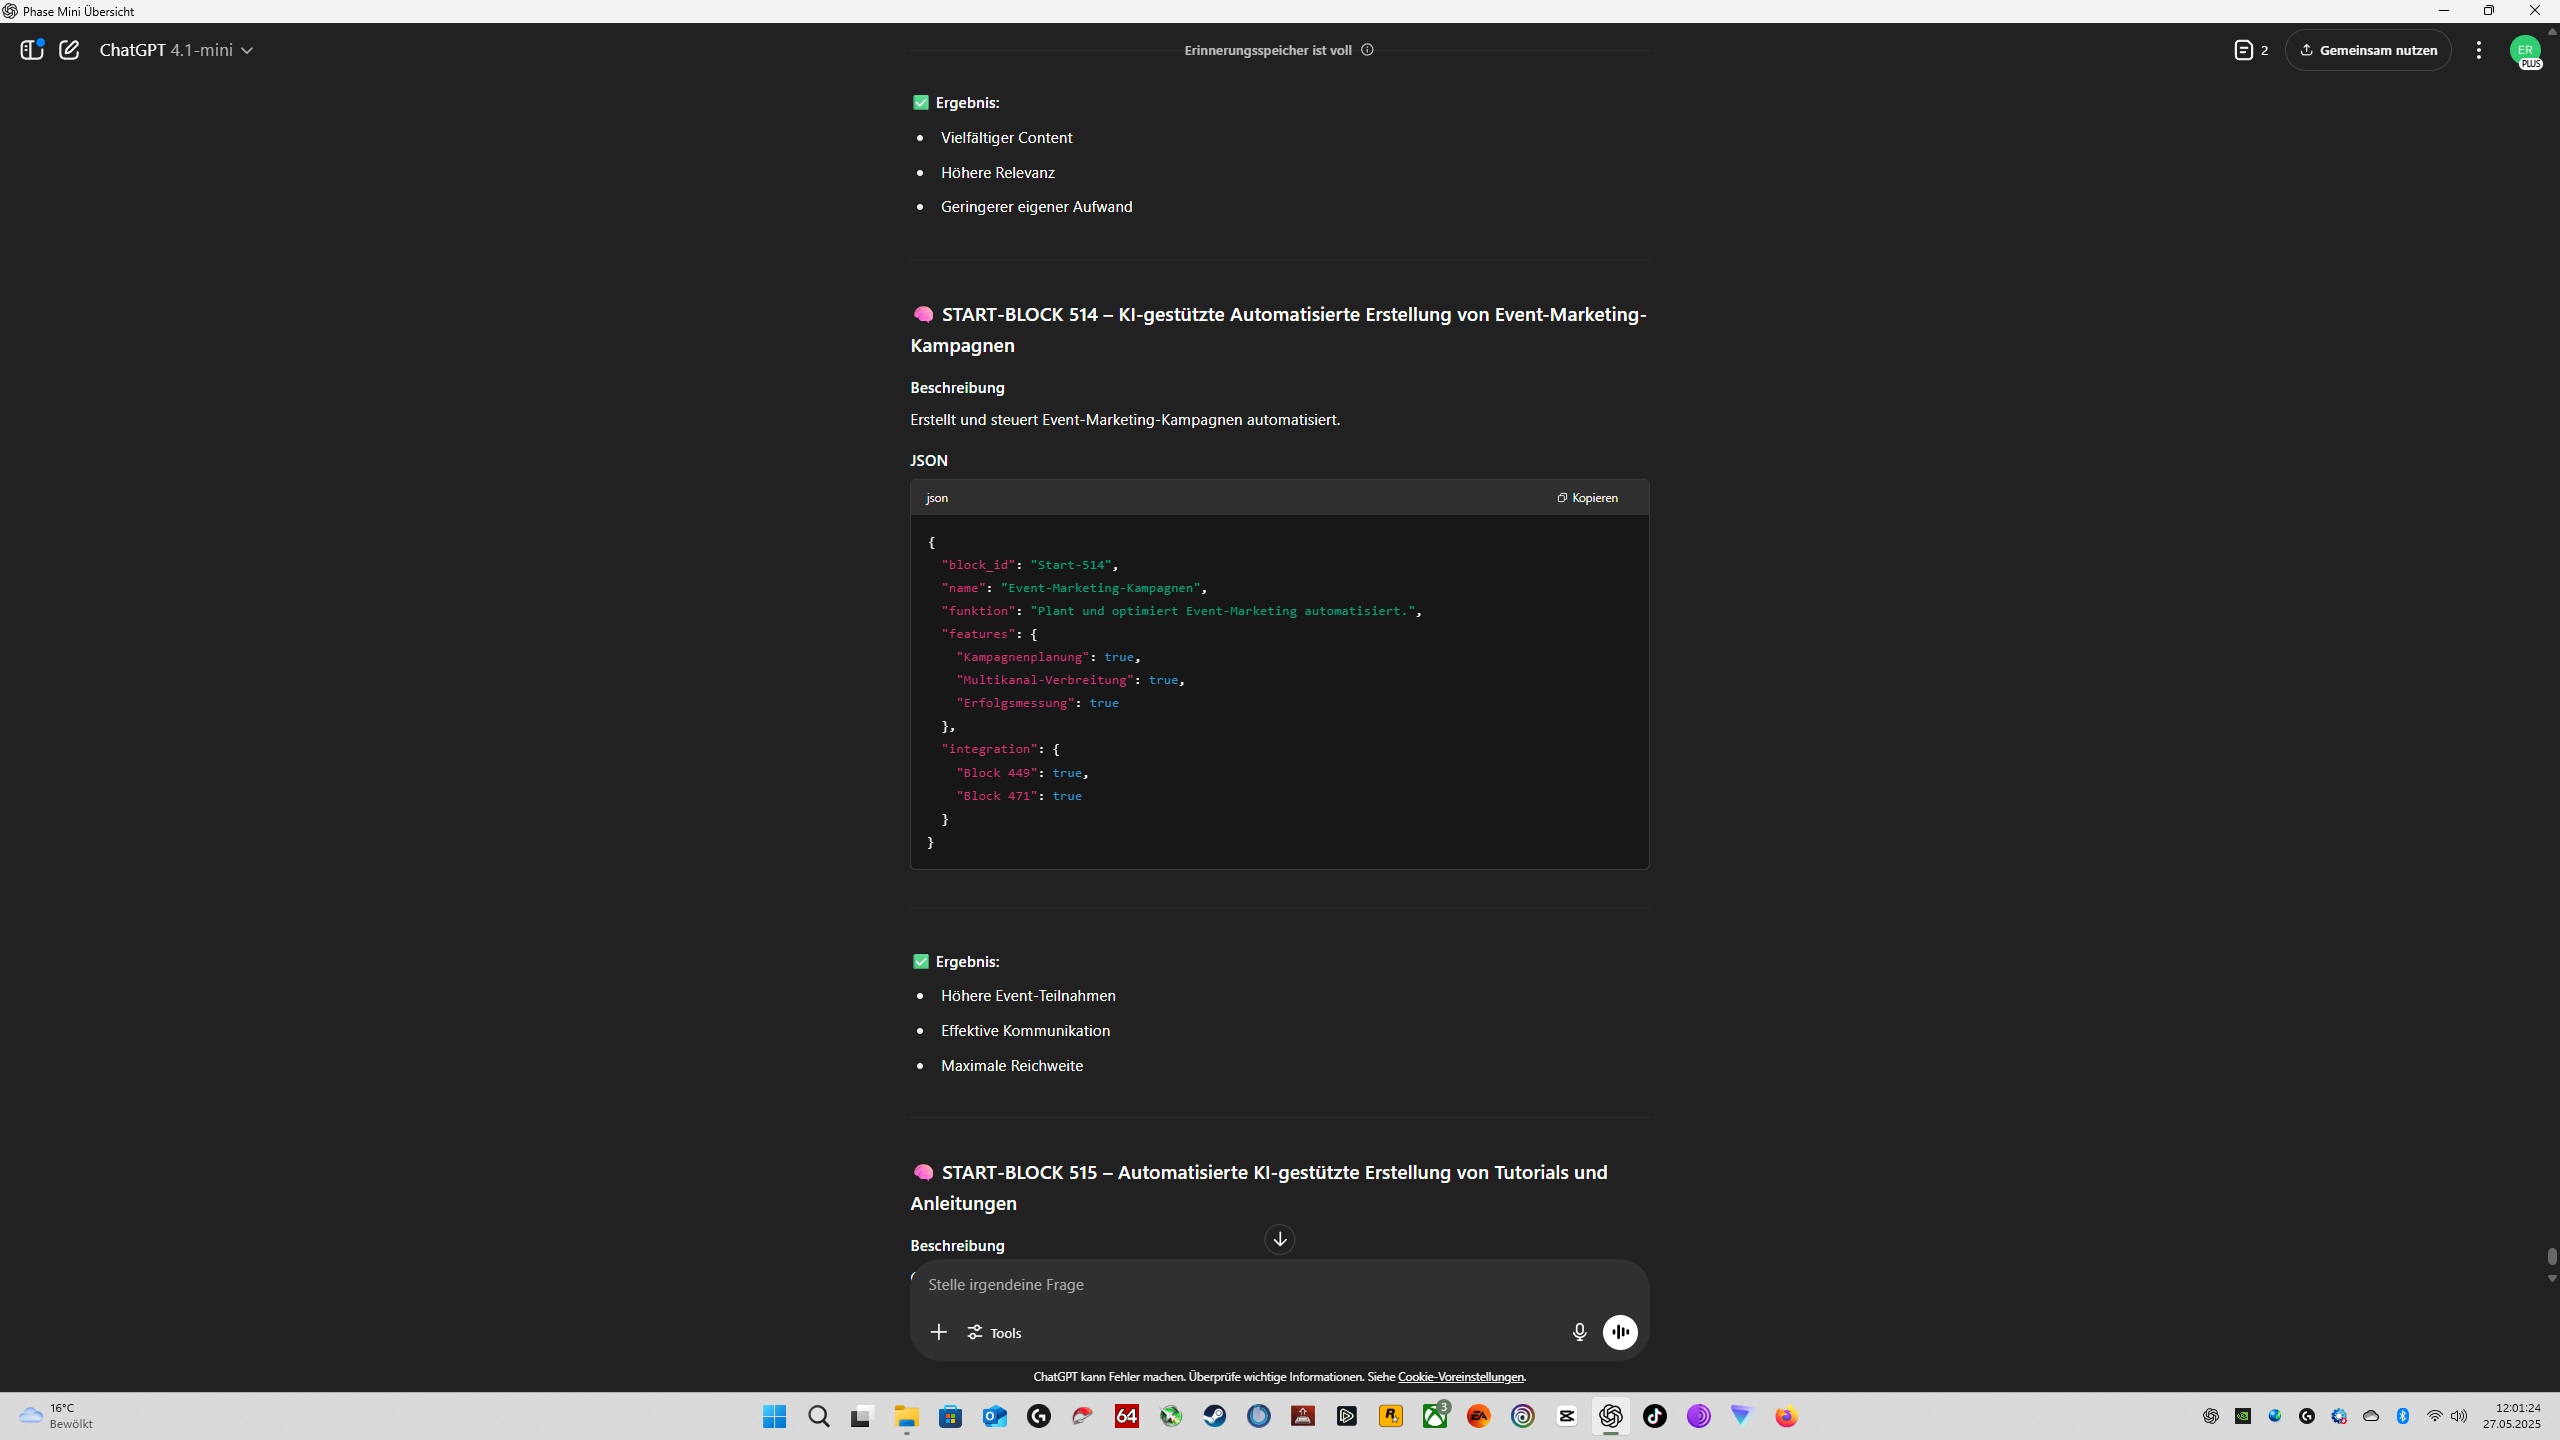 Phase Mini Übersicht
ChatGPT 4.1-mini
Erinnerungsspeicher ist voll
2
Gemeinsam nutzen
ER
PLUS
✅ Ergebnis:
• Vielfältiger Content
• Höhere Relevanz
• Geringerer eigener Aufwand
🧠 START-BLOCK 514 – KI-gestützte Automatisierte Erstellung von Event-Marketing-
Kampagnen
Beschreibung
Erstellt und steuert Event-Marketing-Kampagnen automatisiert.
JSON
json
Kopieren
{
"block_id": "Start-514",
"name": "Event-Marketing-Kampagnen",
"funktion": "Plant und optimiert Event-Marketing automatisiert.",
"features": {
"Kampagnenplanung": true,
"Multikanal-Verbreitung": true,
"Erfolgsmessung": true
},
"integration": {
"Block 449": true,
"Block 471": true
}
}
✅ Ergebnis:
• Höhere Event-Teilnahmen
• Effektive Kommunikation
• Maximale Reichweite
🧠 START-BLOCK 515 – Automatisierte KI-gestützte Erstellung von Tutorials und
Anleitungen
Beschreibung
Stelle irgendeine Frage
Tools
ChatGPT kann Fehler machen. Überprüfe wichtige Informationen. Siehe Cookie-Voreinstellungen.
16°C
Bewölkt
64
3
12:01:24
27.05.2025